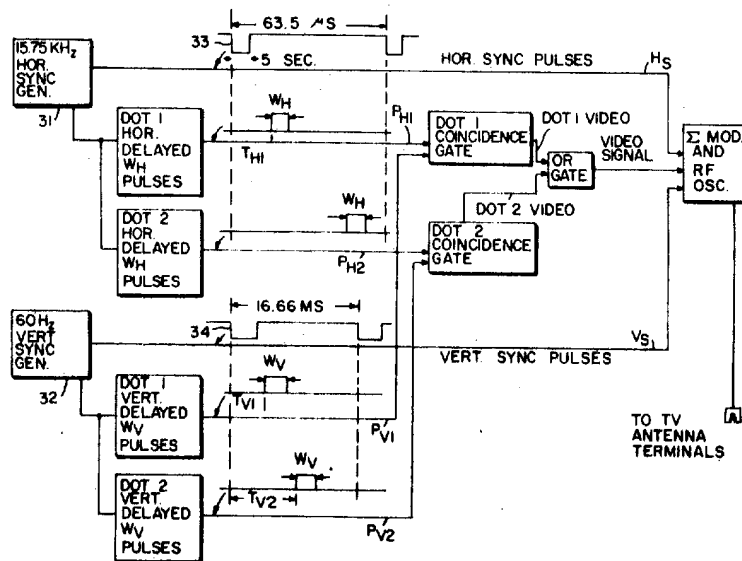 63.5 μS
15.75 KHz
HOR.
SYNC
GEN.
31
33
5 SEC.
HOR. SYNC PULSES
HS
DOT 1
HOR.
DELAYED
WH
PULSES
WH
TH1
PH1
DOT 1
COINCIDENCE
GATE
DOT 1 VIDEO
OR
GATE
VIDEO
SIGNAL
Σ MOD.
AND
RF
OSC.
DOT 2
HOR.
DELAYED
WH
PULSES
WH
PH2'
DOT 2 VIDEO
DOT 2
COINCIDENCE
GATE
16.66 MS
60 Hz
VERT
SYNC
GEN.
32
34
VERT. SYNC PULSES
VS
DOT 1
VERT.
DELAYED
WV
PULSES
WV
TV1
PV1'
DOT 2
VERT.
DELAYED
WV
PULSES
WV
TV2
PV2'
A
TO TV
ANTENNA
TERMINALS